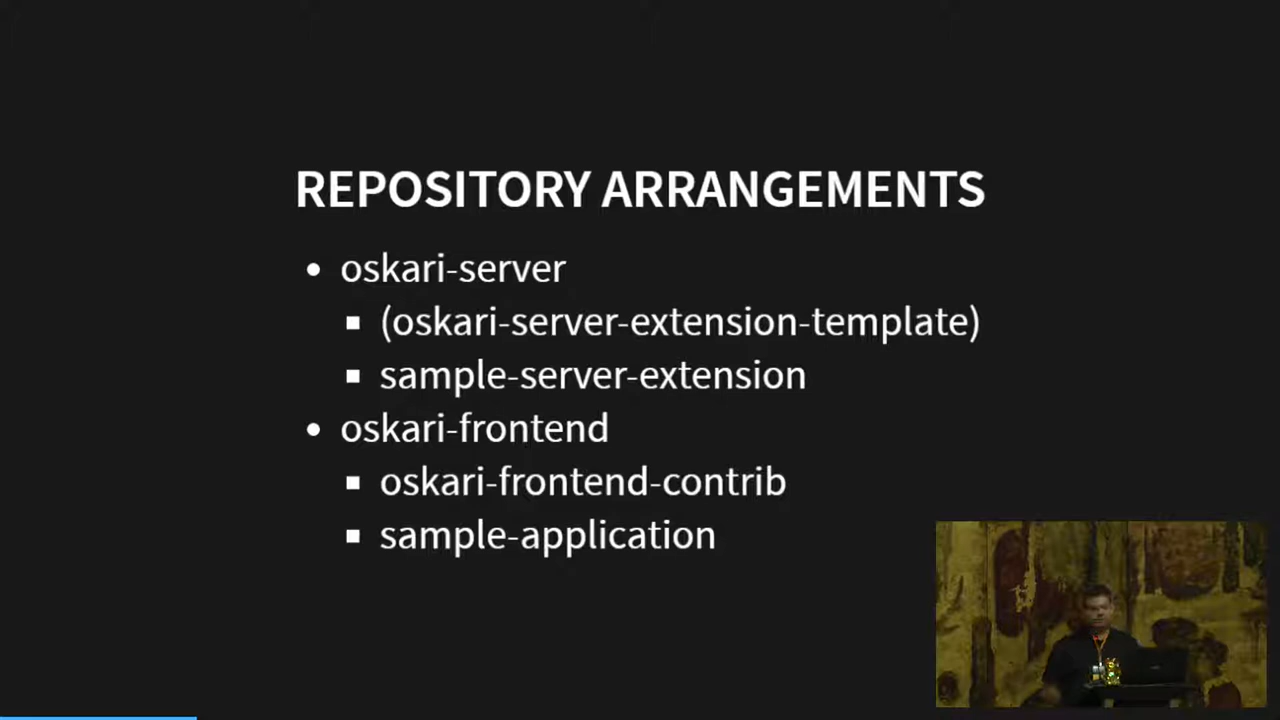 REPOSITORY ARRANGEMENTS
oskari-server
(oskari-server-extension-template)
sample-server-extension
oskari-frontend
oskari-frontend-contrib
sample-application